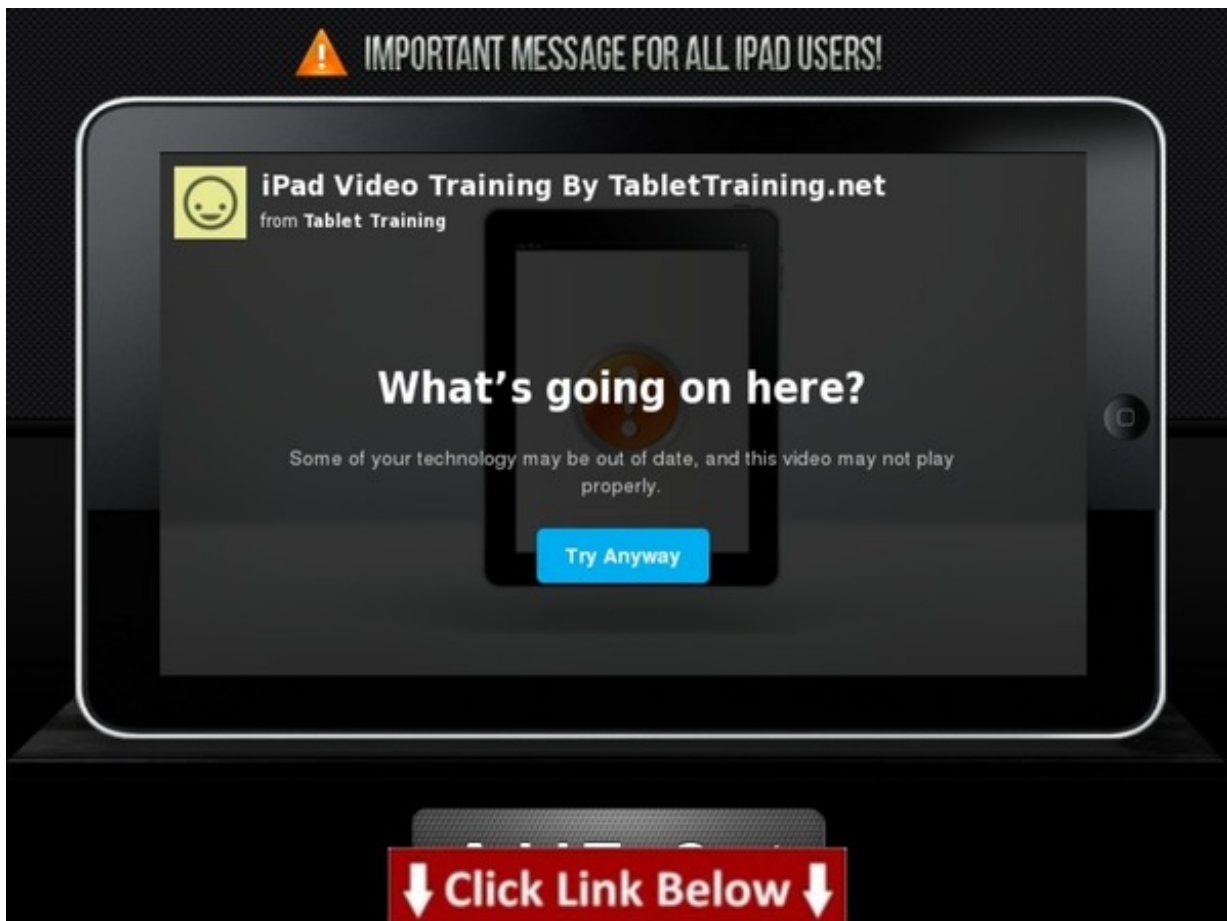 IMPORTANT MESSAGE FOR ALL IPAD USERS!
iPad Video Training By TabletTraining.net
from Tablet Training
What's going on here?
Some of your technology may be out of date, and this video may not play
properly.
Try Anyway
Click Link Below